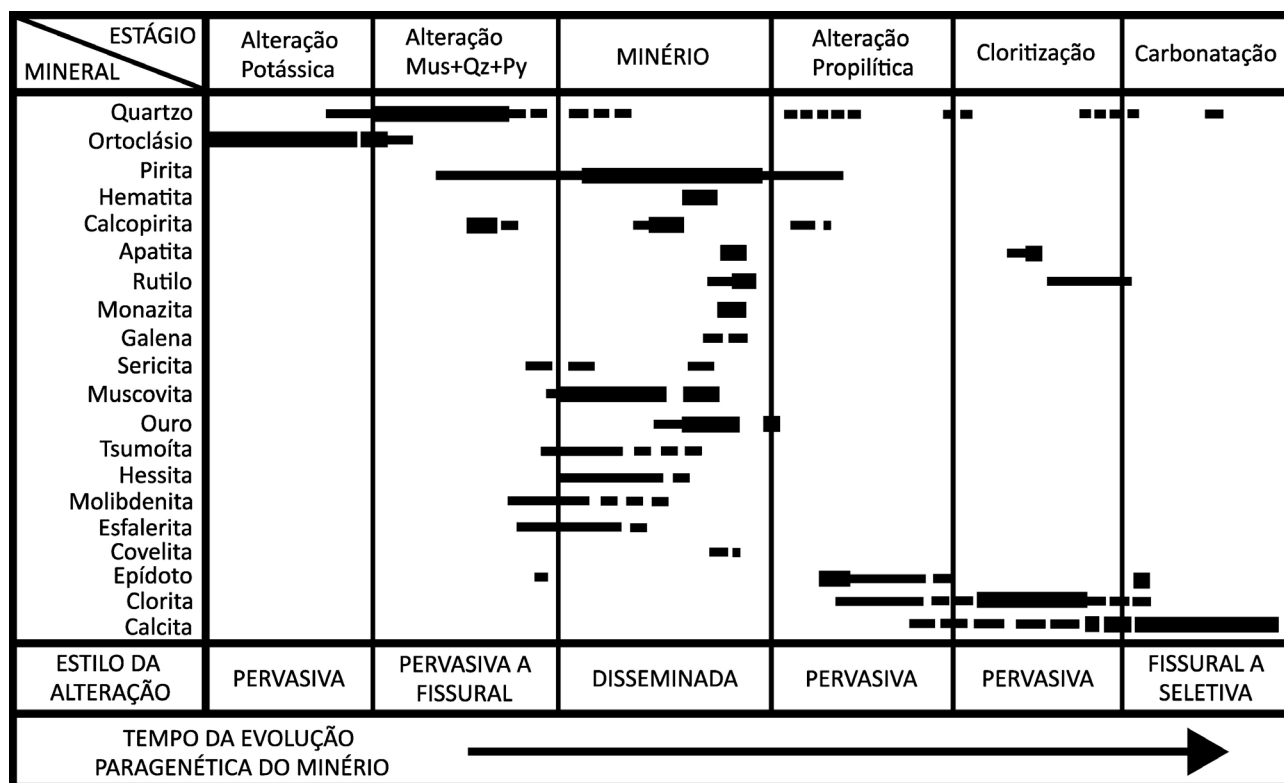 ESTÁGIO
MINERAL
Alteração
Potássica
Alteração
Mus+Qz+Py
MINÉRIO
Alteração
Propilítica
Cloritização
Carbonatação
Quartzo
Ortoclásio
Pirita
Hematita
Calcopirita
Apatita
Rutilo
Monazita
Galena
Sericita
Muscovita
Ouro
Tsumoíta
Hessita
Molibdenita
Esfalerita
Covelita
Epídoto
Clorita
Calcita
ESTILO DA
ALTERAÇÃO
PERVASIVA
PERVASIVA A
FISSURAL
DISSEMINADA
PERVASIVA
PERVASIVA
FISSURAL A
SELETIVA
TEMPO DA EVOLUÇÃO
PARAGENÉTICA DO MINÉRIO